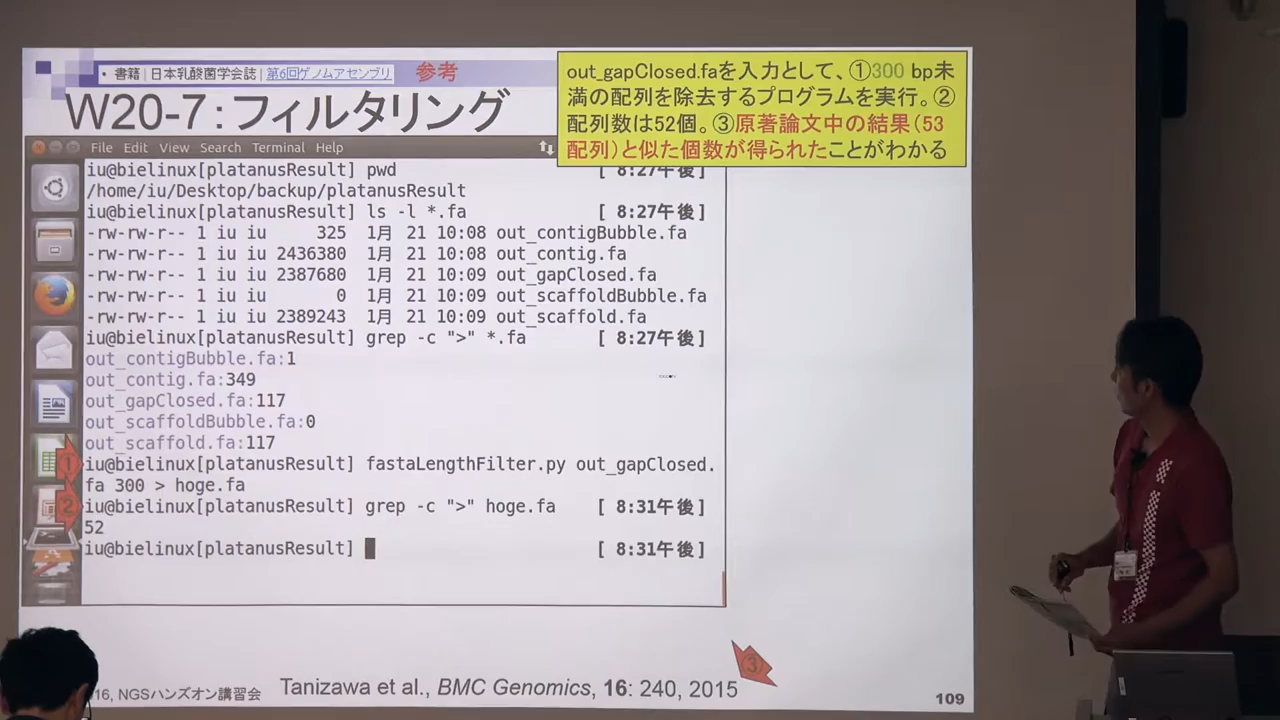 ・書籍 | 日本乳酸菌学会誌 | 第6回ゲノムアセンブリ
参考
W20-7：フィルタリング
out_gapClosed.faを入力として、①300 bp未
満の配列を除去するプログラムを実行。②
配列数は52個。③原著論文中の結果（53
配列）と似た個数が得られたことがわかる
File Edit View Search Terminal Help
iu@bielinux[platanusResult] pwd [ 8:27午後]
/home/iu/Desktop/backup/platanusResult
iu@bielinux[platanusResult] ls -l *.fa [ 8:27午後]
-rw-rw-r-- 1 iu iu 325 1月 21 10:08 out_contigBubble.fa
-rw-rw-r-- 1 iu iu 2436380 1月 21 10:08 out_contig.fa
-rw-rw-r-- 1 iu iu 2387680 1月 21 10:09 out_gapClosed.fa
-rw-rw-r-- 1 iu iu 0 1月 21 10:09 out_scaffoldBubble.fa
-rw-rw-r-- 1 iu iu 2389243 1月 21 10:09 out_scaffold.fa
iu@bielinux[platanusResult] grep -c ">" *.fa [ 8:27午後]
out_contigBubble.fa:1
out_contig.fa:349
out_gapClosed.fa:117
out_scaffoldBubble.fa:0
out_scaffold.fa:117
① iu@bielinux[platanusResult] fastaLengthFilter.py out_gapClosed.
fa 300 > hoge.fa
② iu@bielinux[platanusResult] grep -c ">" hoge.fa [ 8:31午後]
52
iu@bielinux[platanusResult] [ 8:31午後]
③
16, NGSハンズオン講習会
Tanizawa et al., BMC Genomics, 16: 240, 2015
109